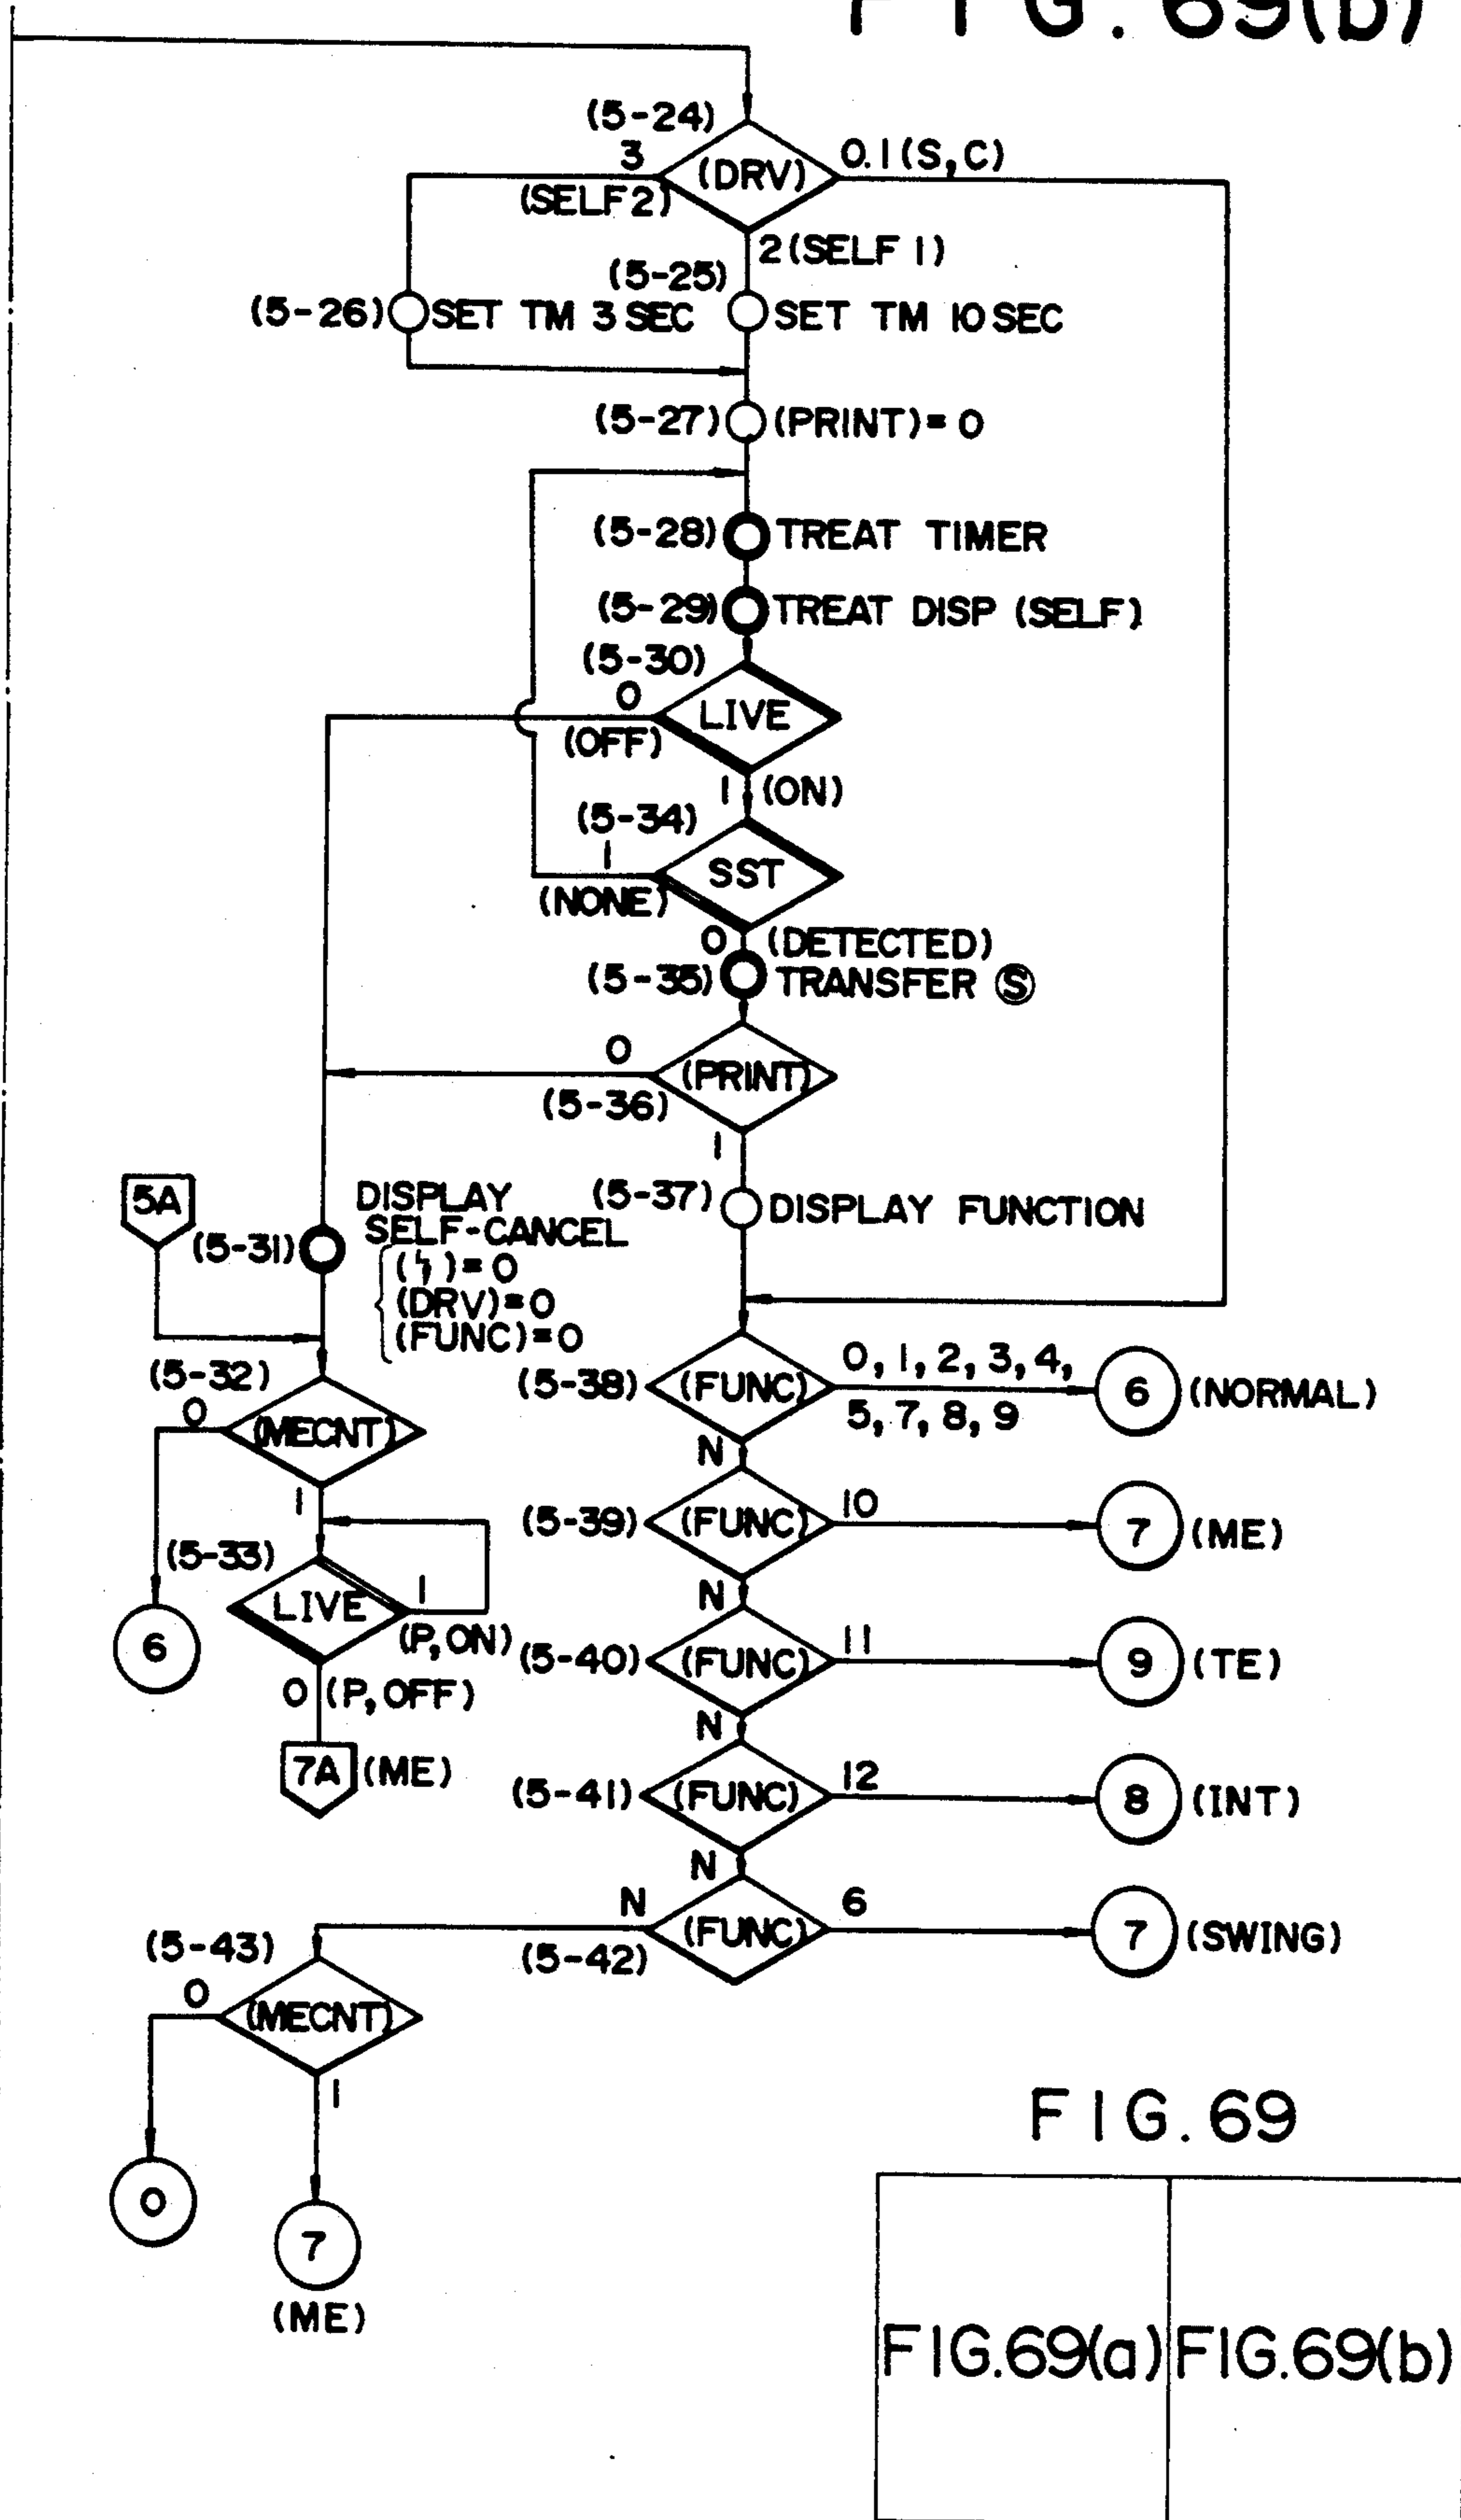 FIG. 69(b)
(5-24)
3
(DRV)
0.1(S,C)
(SELF2)
2(SELF 1)
(5-25)
(5-26) SET TM 3 SEC
SET TM 10 SEC
(5-27) (PRINT)=0
(5-28) TREAT TIMER
(5-29) TREAT DISP (SELF)
(5-30)
0
LIVE
(OFF)
1 (ON)
(5-34)
1
SST
(NONE)
0 (DETECTED)
(5-35) TRANSFER Ⓢ
0
(PRINT)
(5-36)
1
5A
DISPLAY
SELF-CANCEL
(5-31)
(ϟ)=0
(DRV)=0
(FUNC)=0
(5-37) DISPLAY FUNCTION
(5-32)
0
(MECNT)
1
(5-38) (FUNC)
0, 1, 2, 3, 4,
5, 7, 8, 9
6 (NORMAL)
N
(5-39) (FUNC) 10
7 (ME)
N
(5-33)
LIVE
1
(P,ON)
6
0 (P,OFF)
7A (ME)
(5-40) (FUNC) 11
9 (TE)
N
(5-41) (FUNC) 12
8 (INT)
N
N
(FUNC) 6
7 (SWING)
(5-42)
(5-43)
0
(MECNT)
1
0
7
(ME)
FIG. 69
FIG.69(a) FIG.69(b)